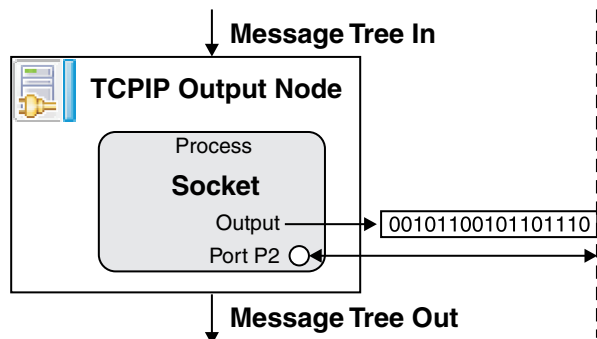 Message Tree In
TCPIP Output Node
Process
Socket
Output
00101100101101110
Port P2
Message Tree Out